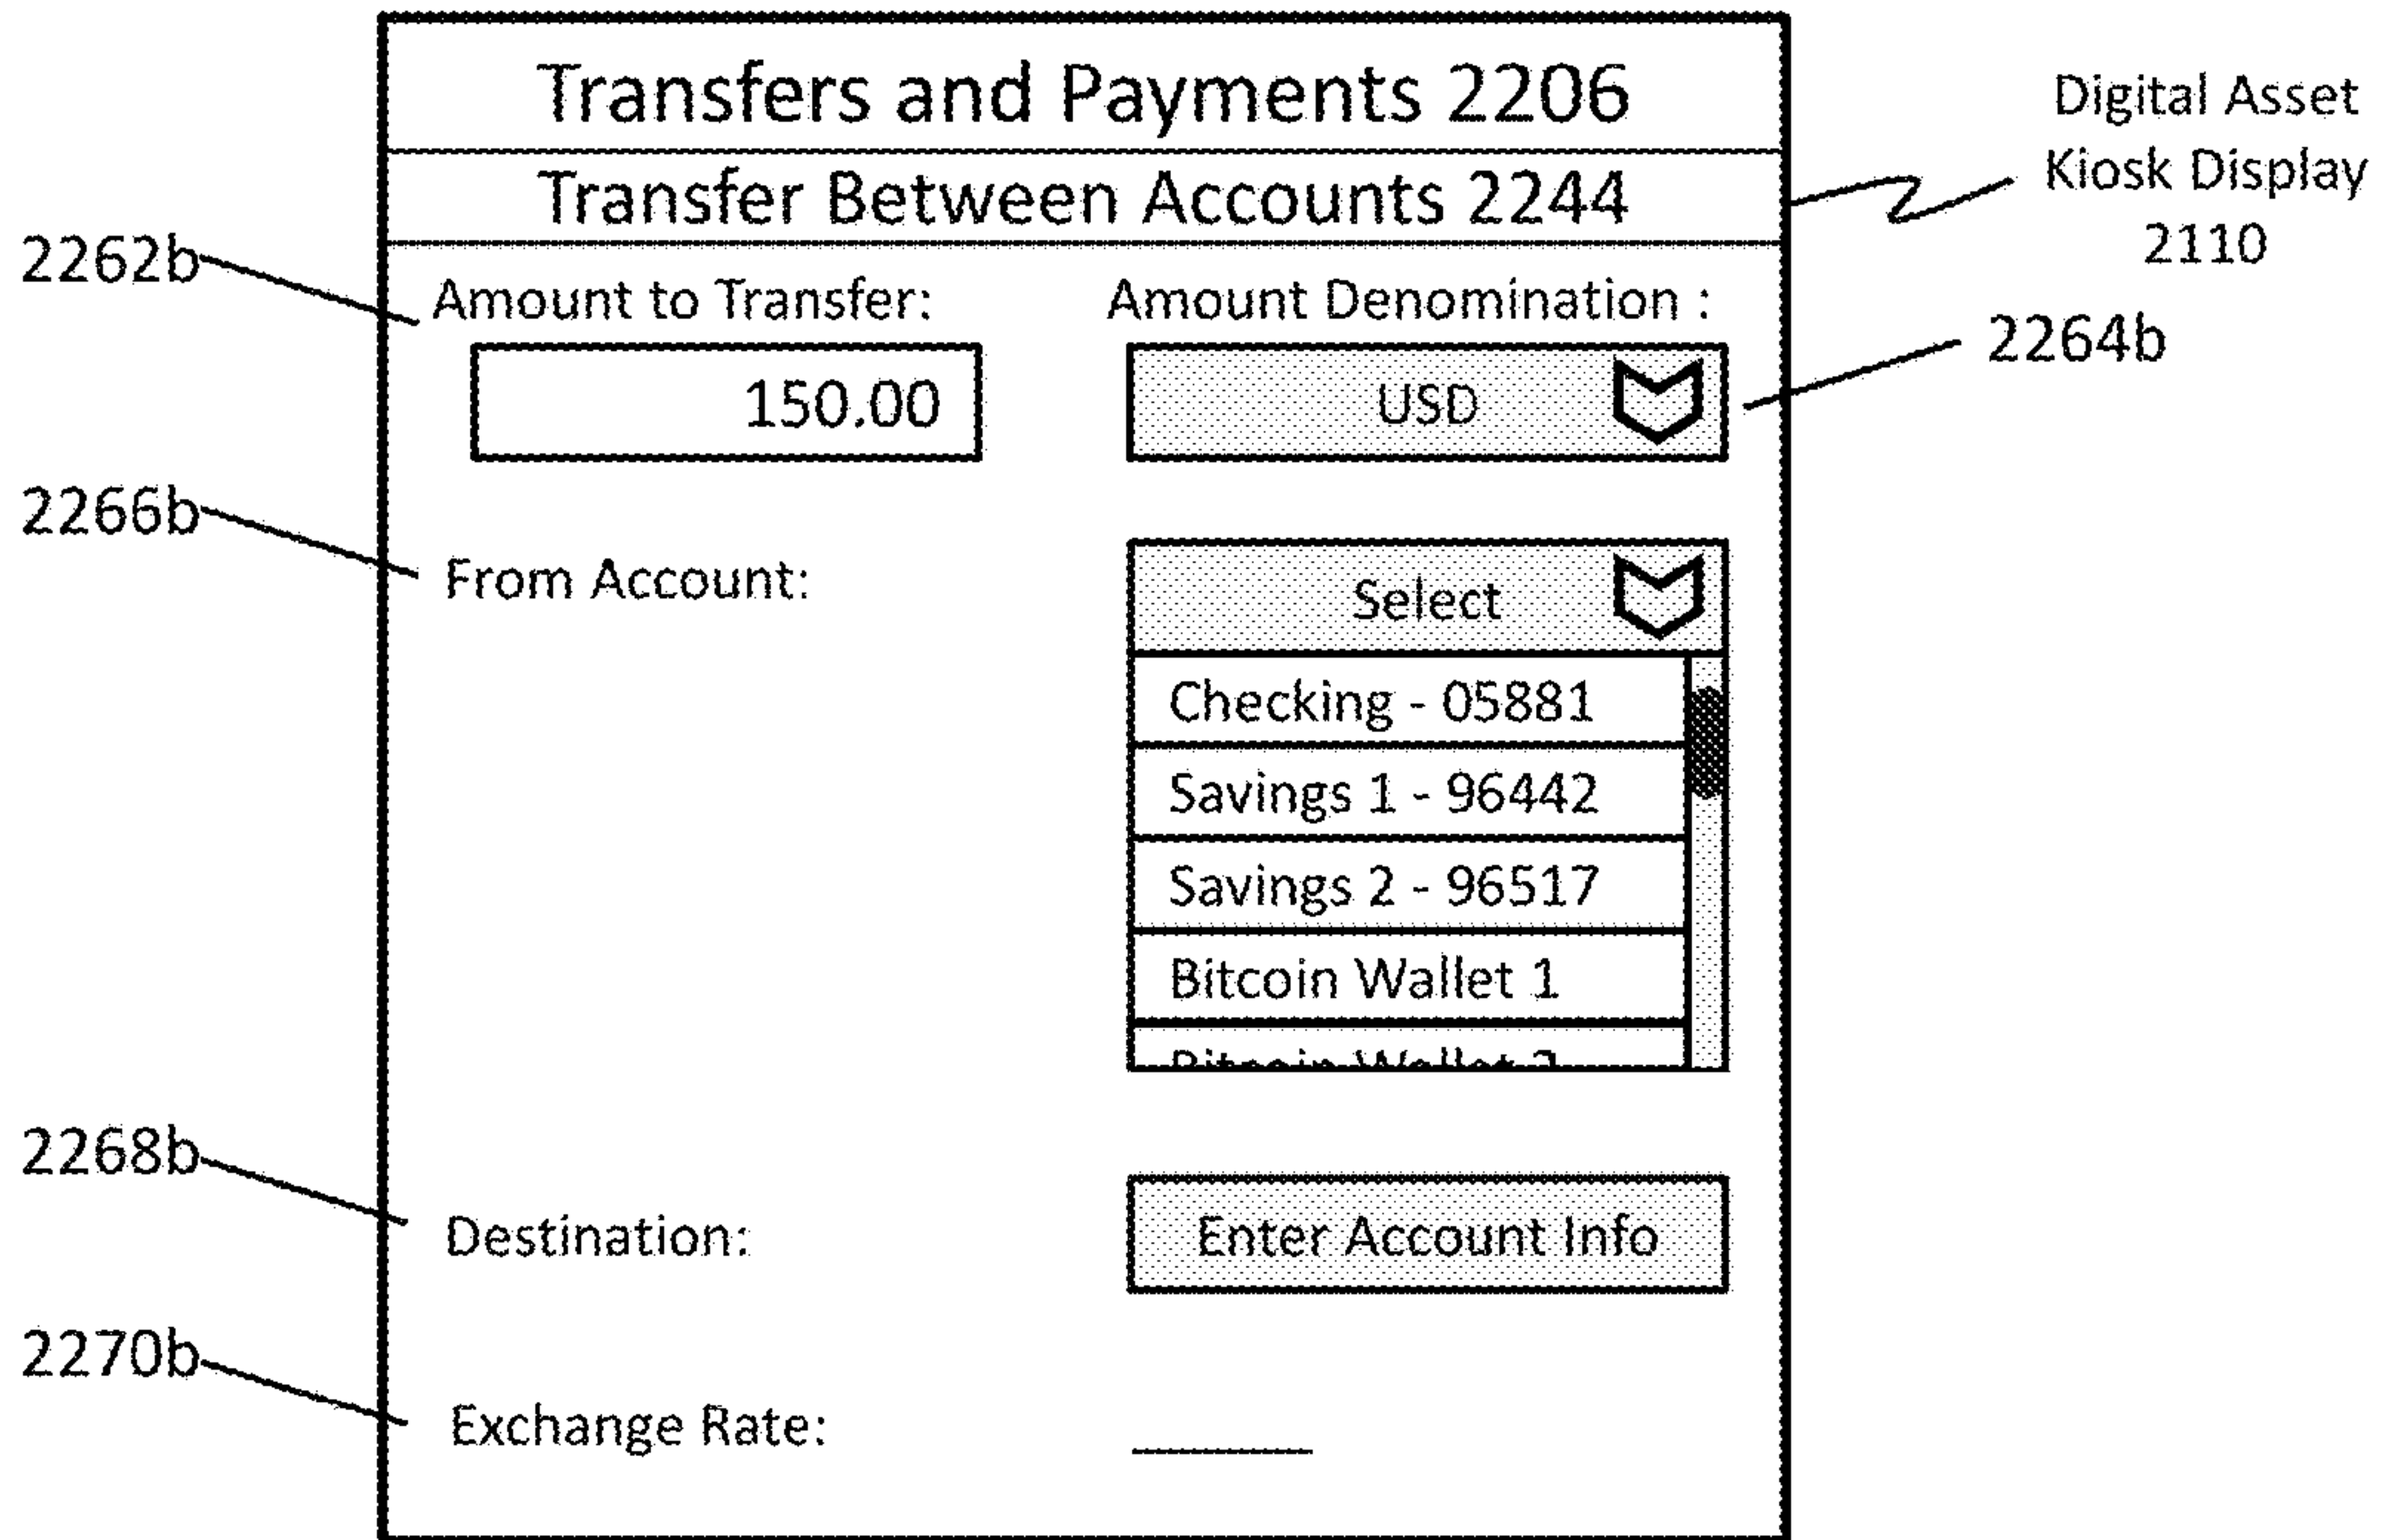 Transfers and Payments 2206
Transfer Between Accounts 2244
Digital Asset
Kiosk Display
2110
2262b
Amount to Transfer:
Amount Denomination :
2264b
150.00
USD
2266b
From Account:
Select
Checking - 05881
Savings 1 - 96442
Savings 2 - 96517
Bitcoin Wallet 1
Bitcoin Wallet
2268b
Destination:
Enter Account Info
2270b
Exchange Rate: